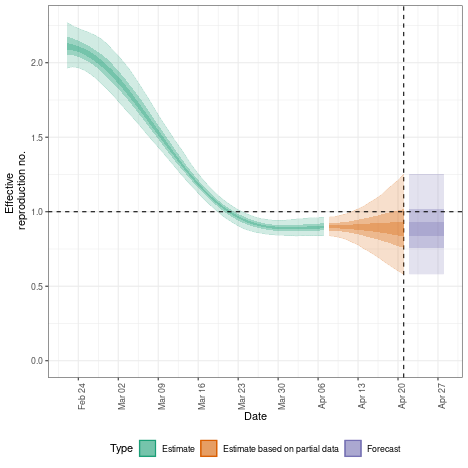 Effective
reproduction no.
2.0
1.5
1.0
0.5
0.0
Feb 24
Mar 02
Mar 09
Mar 16
Mar 23
Mar 30
Apr 06
Apr 13
Apr 20
Apr 27
Date
Type Estimate Estimate based on partial data Forecast